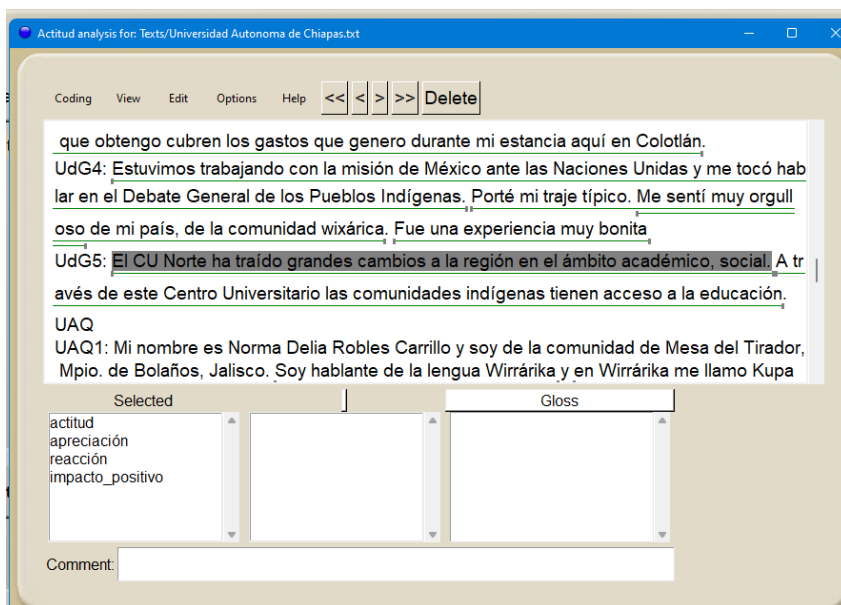 Actitud analysis for: Texts/Universidad Autonoma de Chiapas.txt
Coding View Edit Options Help << < > >> Delete
que obtengo cubren los gastos que genero durante mi estancia aquí en Colotlán.
UdG4: Estuvimos trabajando con la misión de México ante las Naciones Unidas y me tocó hab
lar en el Debate General de los Pueblos Indígenas. Porté mi traje típico. Me sentí muy orgull
oso de mi país, de la comunidad wixárica. Fue una experiencia muy bonita
UdG5: El CU Norte ha traído grandes cambios a la región en el ámbito académico, social. A tr
avés de este Centro Universitario las comunidades indígenas tienen acceso a la educación.
UAQ
UAQ1: Mi nombre es Norma Delia Robles Carrillo y soy de la comunidad de Mesa del Tirador,
Mpio. de Bolaños, Jalisco. Soy hablante de la lengua Wirrárika y en Wirrárika me llamo Kupa
Selected Gloss
actitud
apreciación
reacción
impacto_positivo
Comment: